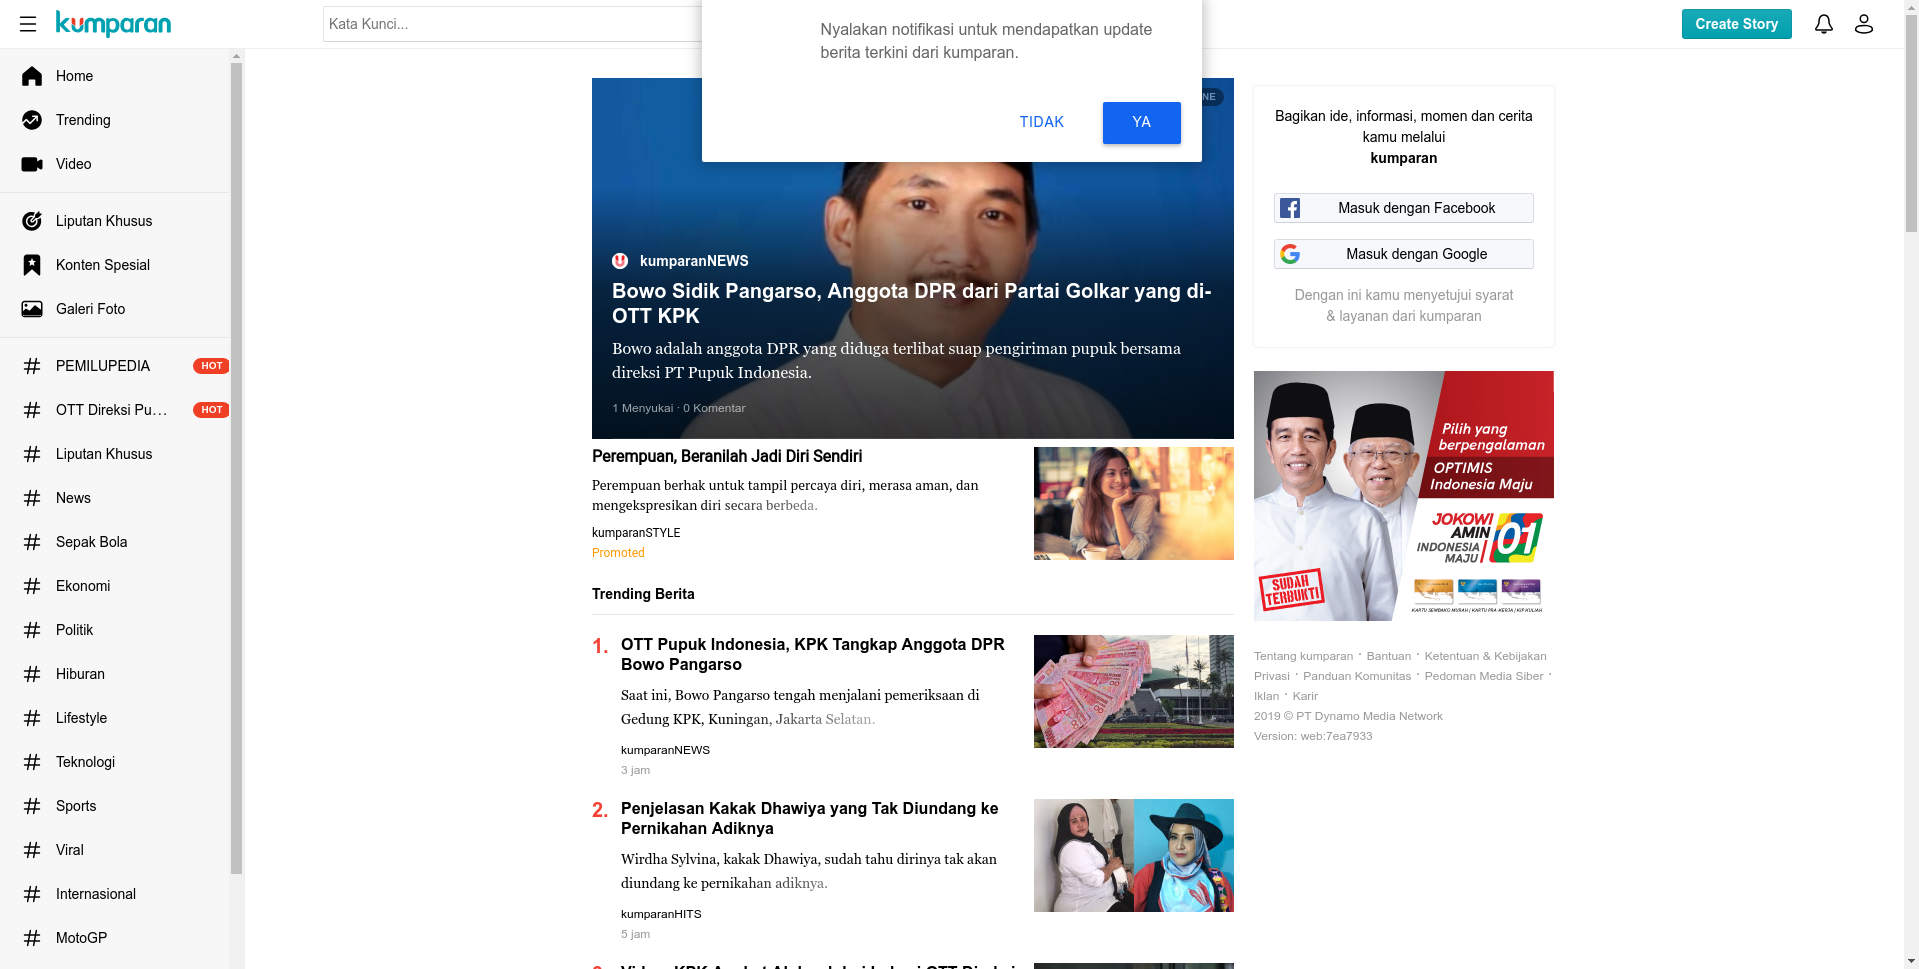 kumparan
Kata Kunci...
Nyalakan notifikasi untuk mendapatkan update
berita terkini dari kumparan.
TIDAK
YA
Create Story
Home
Trending
Video
Liputan Khusus
Konten Spesial
Galeri Foto
PEMILUPEDIA
HOT
OTT Direksi Pu...
HOT
Liputan Khusus
News
Sepak Bola
Ekonomi
Politik
Hiburan
Lifestyle
Teknologi
Sports
Viral
Internasional
MotoGP
kumparanNEWS
Bowo Sidik Pangarso, Anggota DPR dari Partai Golkar yang di-
OTT KPK
Bowo adalah anggota DPR yang diduga terlibat suap pengiriman pupuk bersama
direksi PT Pupuk Indonesia.
1 Menyukai · 0 Komentar
Perempuan, Beranilah Jadi Diri Sendiri
Perempuan berhak untuk tampil percaya diri, merasa aman, dan
mengekspresikan diri secara berbeda.
kumparanSTYLE
Promoted
Trending Berita
1. OTT Pupuk Indonesia, KPK Tangkap Anggota DPR
Bowo Pangarso
Saat ini, Bowo Pangarso tengah menjalani pemeriksaan di
Gedung KPK, Kuningan, Jakarta Selatan.
kumparanNEWS
3 jam
2. Penjelasan Kakak Dhawiya yang Tak Diundang ke
Pernikahan Adiknya
Wirdha Sylvina, kakak Dhawiya, sudah tahu dirinya tak akan
diundang ke pernikahan adiknya.
kumparanHITS
5 jam
Bagikan ide, informasi, momen dan cerita
kamu melalui
kumparan
Masuk dengan Facebook
Masuk dengan Google
Dengan ini kamu menyetujui syarat
& layanan dari kumparan
Pilih yang
berpengalaman
OPTIMIS
Indonesia Maju
JOKOWI
AMIN
INDONESIA
MAJU
01
SUDAH
TERBUKTI
KARTU SEMBAKO MURAH | KARTU PRA-KERJA | KIP KULIAH
Tentang kumparan · Bantuan · Ketentuan & Kebijakan
Privasi · Panduan Komunitas · Pedoman Media Siber ·
Iklan · Karir
2019 © PT Dynamo Media Network
Version: web:7ea7933